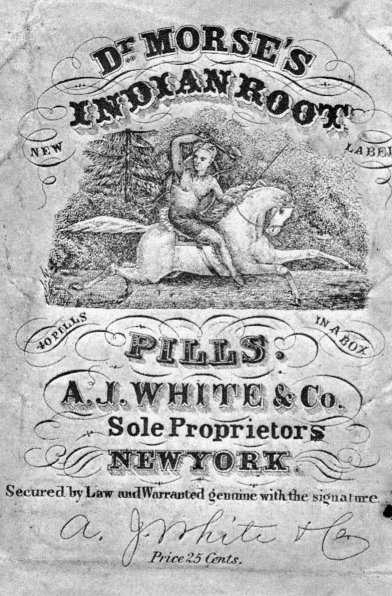 Dr MORSE'S
INDIAN ROOT
NEW LABEL
40 PILLS IN A BOX
PILLS.
A.J. WHITE & Co.
Sole Proprietors
NEW YORK.
Secured by Law and Warranted genuine with the signature
A. J. White & Co
Price 25 Cents.